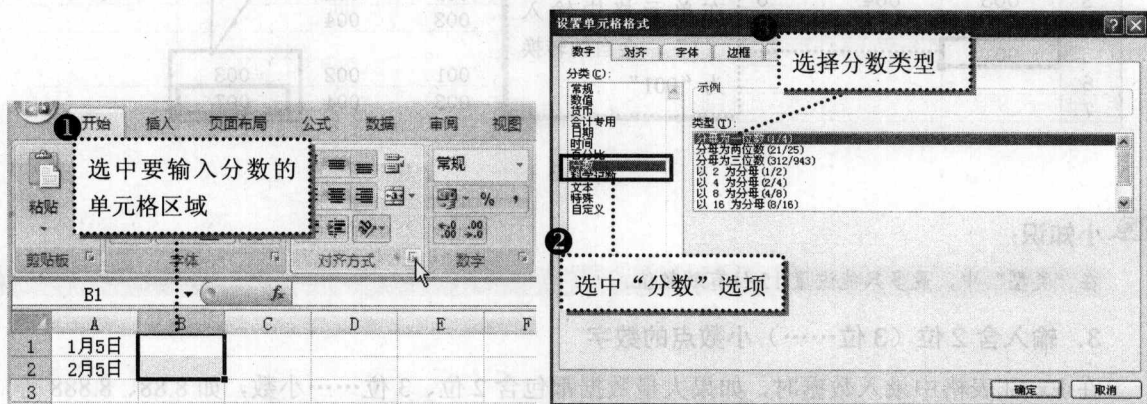 1
开始 插入 页面布局 公式 数据 审阅 视图
选中要输入分数的
单元格区域
粘贴
常规
% ,
剪贴板 字体 对齐方式 数字
B1 fx
A B C D E F
1 1月5日
2 2月5日
3
设置单元格格式
数字 对齐 字体 边框
3
选择分数类型
分类(C):
常规
数值
货币
会计专用
日期
时间
文本
特殊
自定义
示例
类型(T):
分母为两位数(21/25)
分母为三位数(312/943)
以 2 为分母(1/2)
以 4 为分母(2/4)
以 8 为分母(4/8)
以 16 为分母(8/16)
2
选中“分数”选项
确定 取消